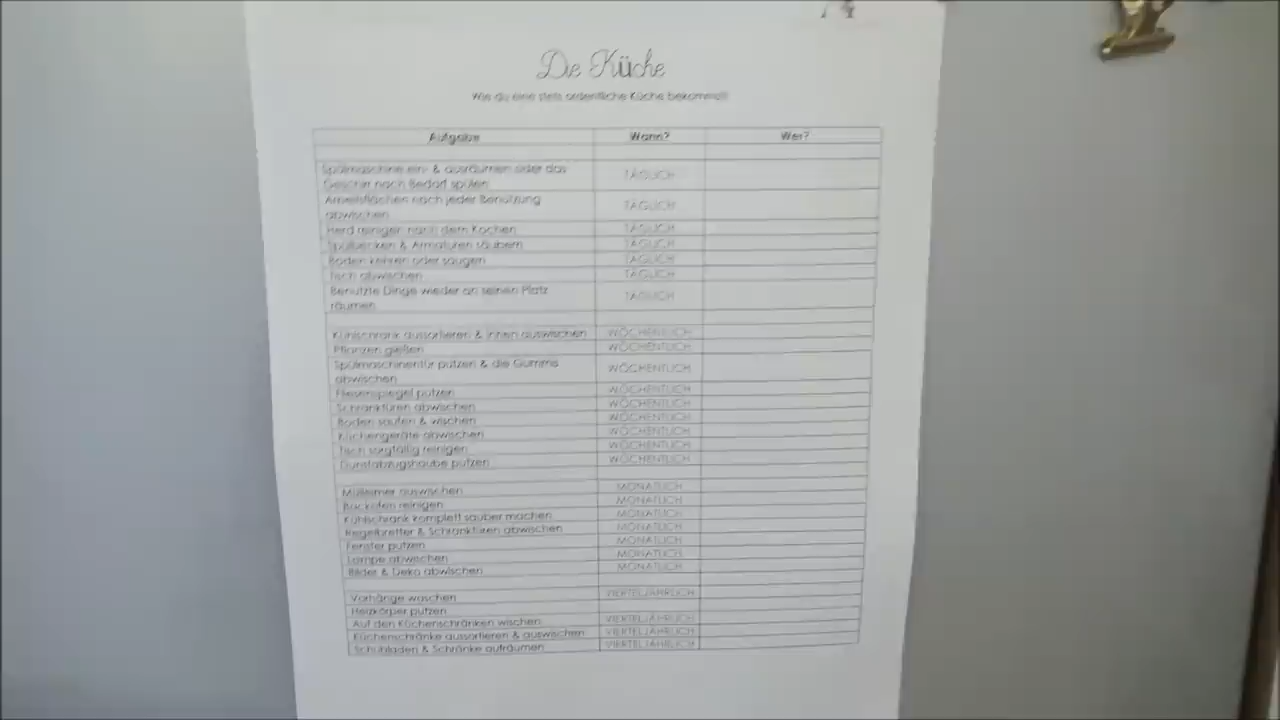 Die Küche
Wie du eine stets ordentliche Küche bekommst!
Aufgabe Wann? Wer?
Spülmaschine ein- & ausräumen oder das TÄGLICH
Geschirr nach Bedarf spülen
Arbeitsflächen nach jeder Benutzung TÄGLICH
abwischen
Herd reinigen nach dem Kochen TÄGLICH
Spülbecken & Armaturen säubern TÄGLICH
Boden kehren oder saugen TÄGLICH
Tisch abwischen TÄGLICH
Benutzte Dinge wieder an seinen Platz TÄGLICH
räumen
Kühlschrank aussortieren & innen auswischen WÖCHENTLICH
Pflanzen gießen WÖCHENTLICH
Spülmaschinentür putzen & die Gummis WÖCHENTLICH
abwischen
Fliesenspiegel putzen WÖCHENTLICH
Schranktüren abwischen WÖCHENTLICH
Boden saufen & wischen WÖCHENTLICH
Küchengeräte abwischen WÖCHENTLICH
Tisch sorgfältig reinigen WÖCHENTLICH
Dunstabzugshaube putzen WÖCHENTLICH
Mülleimer auswischen MONATLICH
Backofen reinigen MONATLICH
Kühlschrank komplett sauber machen MONATLICH
Regelbretter & Schranktüren abwischen MONATLICH
Fenster putzen MONATLICH
Lampe abwischen MONATLICH
Bilder & Deko abwischen MONATLICH
Vorhänge waschen VIERTELJÄHRLICH
Heizkörper putzen
Auf den Küchenschränken wischen VIERTELJÄHRLICH
Küchenschränke aussortieren & auswischen VIERTELJÄHRLICH
Schubladen & Schränke aufräumen VIERTELJÄHRLICH